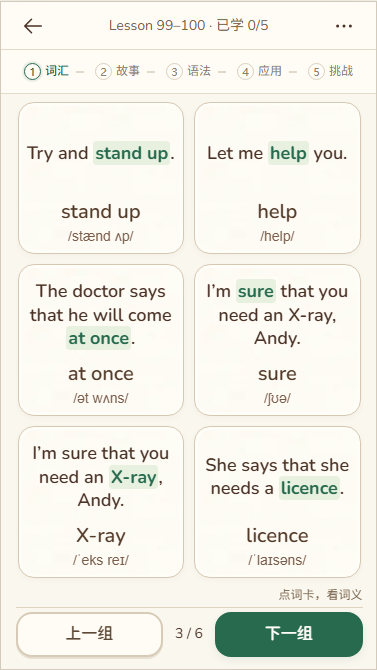 Lesson 99–100 · 已学 0/5
1 词汇 – 2 故事 – 3 语法 – 4 应用 – 5 挑战
Try and stand up.
stand up
/stænd ʌp/
Let me help you.
help
/help/
The doctor says
that he will come
at once.
at once
/ət wʌns/
I’m sure that you
need an X-ray,
Andy.
sure
/ʃʊə/
I’m sure that you
need an X-ray,
Andy.
X-ray
/ˈeks reɪ/
She says that she
needs a licence.
licence
/ˈlaɪsəns/
点词卡，看词义
上一组
3 / 6
下一组